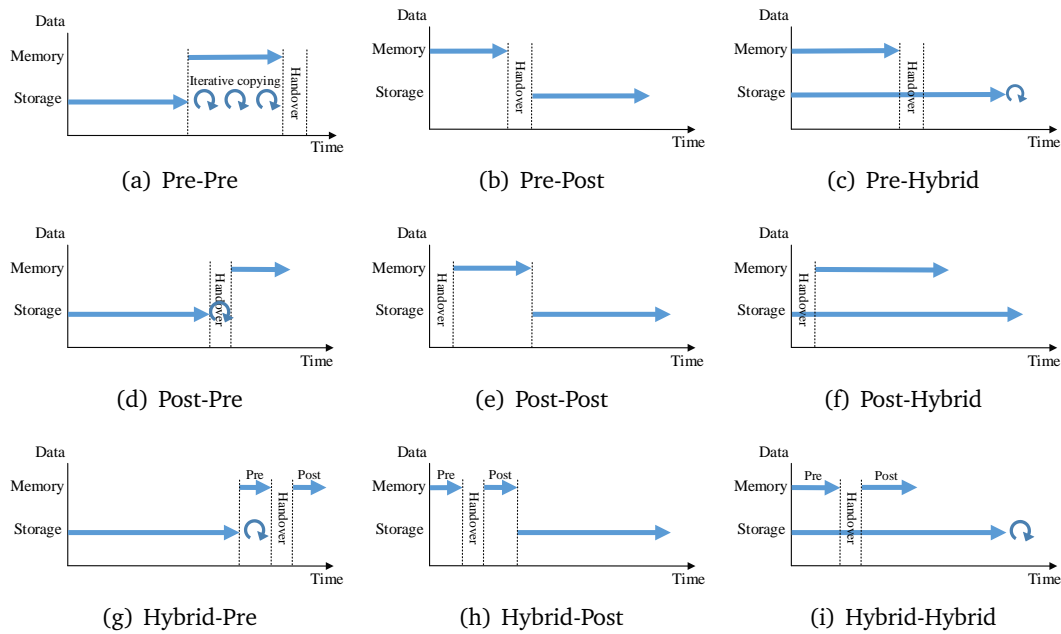 Data
Memory
Iterative copying
Handover
Storage
Time
(a) Pre-Pre
Data
Memory
Handover
Storage
Time
(b) Pre-Post
Data
Memory
Handover
Storage
Time
(c) Pre-Hybrid
Data
Memory
Handover
Storage
Time
(d) Post-Pre
Data
Memory
Handover
Storage
Time
(e) Post-Post
Data
Memory
Handover
Storage
Time
(f) Post-Hybrid
Data
Pre Post
Memory
Handover
Storage
Time
(g) Hybrid-Pre
Data
Pre Post
Memory
Handover
Storage
Time
(h) Hybrid-Post
Data
Pre Post
Memory
Handover
Storage
Time
(i) Hybrid-Hybrid